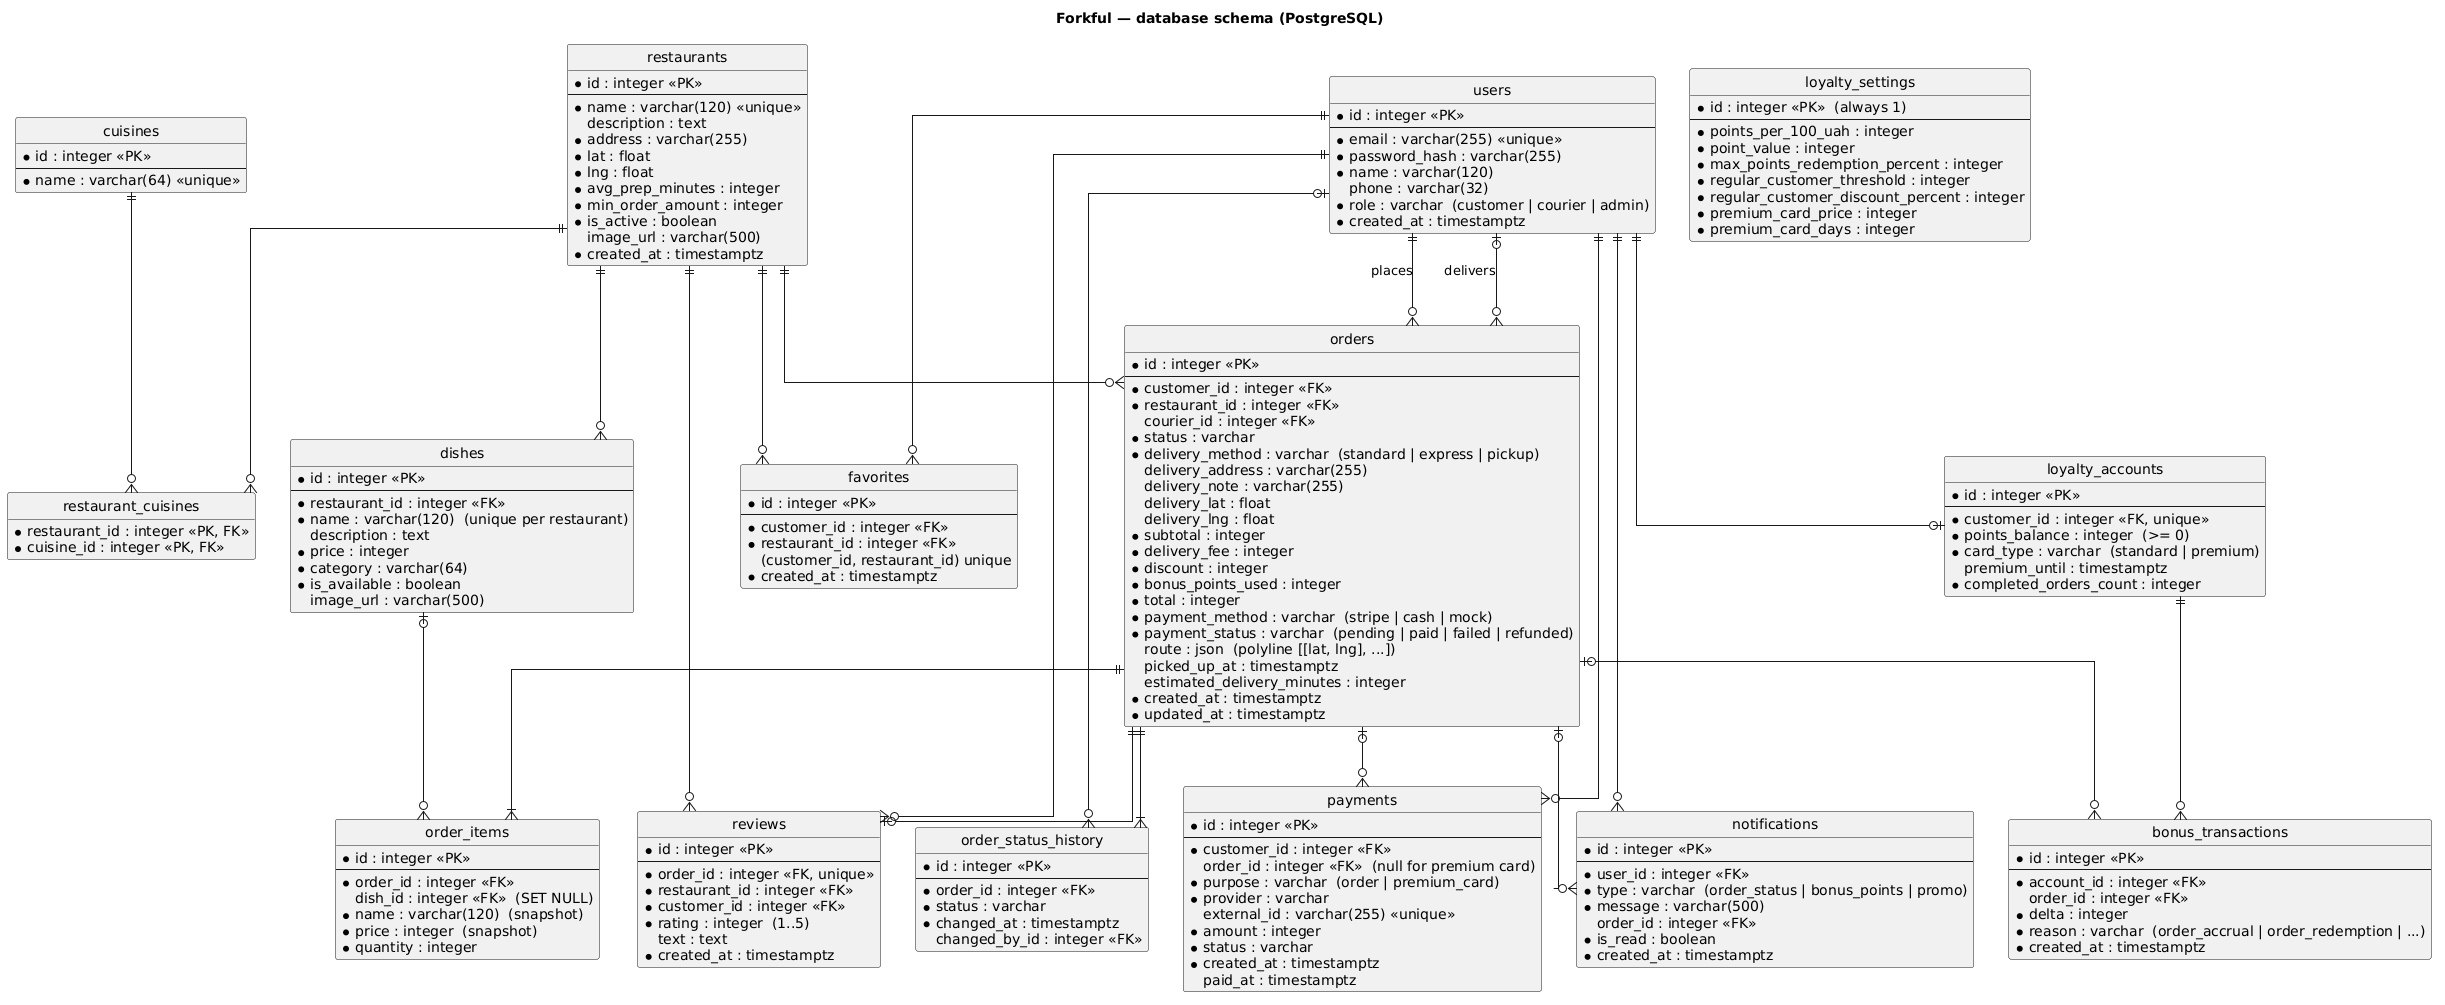 Forkful — database schema (PostgreSQL)
restaurants
id : integer «PK»
name : varchar(120) «unique»
description : text
address : varchar(255)
lat : float
lng : float
avg_prep_minutes : integer
min_order_amount : integer
is_active : boolean
image_url : varchar(500)
created_at : timestamptz
users
id : integer «PK»
email : varchar(255) «unique»
password_hash : varchar(255)
name : varchar(120)
phone : varchar(32)
role : varchar (customer | courier | admin)
created_at : timestamptz
loyalty_settings
id : integer «PK» (always 1)
points_per_100_uah : integer
point_value : integer
max_points_redemption_percent : integer
regular_customer_threshold : integer
regular_customer_discount_percent : integer
premium_card_price : integer
premium_card_days : integer
cuisines
id : integer «PK»
name : varchar(64) «unique»
places
delivers
orders
id : integer «PK»
customer_id : integer «FK»
restaurant_id : integer «FK»
courier_id : integer «FK»
status : varchar
delivery_method : varchar (standard | express | pickup)
delivery_address : varchar(255)
delivery_note : varchar(255)
delivery_lat : float
delivery_lng : float
subtotal : integer
delivery_fee : integer
discount : integer
bonus_points_used : integer
total : integer
payment_method : varchar (stripe | cash | mock)
payment_status : varchar (pending | paid | failed | refunded)
route : json (polyline [[lat, lng], ...])
picked_up_at : timestamptz
estimated_delivery_minutes : integer
created_at : timestamptz
updated_at : timestamptz
restaurant_cuisines
restaurant_id : integer «PK, FK»
cuisine_id : integer «PK, FK»
dishes
id : integer «PK»
restaurant_id : integer «FK»
name : varchar(120) (unique per restaurant)
description : text
price : integer
category : varchar(64)
is_available : boolean
image_url : varchar(500)
favorites
id : integer «PK»
customer_id : integer «FK»
restaurant_id : integer «FK»
(customer_id, restaurant_id) unique
created_at : timestamptz
loyalty_accounts
id : integer «PK»
customer_id : integer «FK, unique»
points_balance : integer (>= 0)
card_type : varchar (standard | premium)
premium_until : timestamptz
completed_orders_count : integer
order_items
id : integer «PK»
order_id : integer «FK»
dish_id : integer «FK» (SET NULL)
name : varchar(120) (snapshot)
price : integer (snapshot)
quantity : integer
reviews
id : integer «PK»
order_id : integer «FK, unique»
restaurant_id : integer «FK»
customer_id : integer «FK»
rating : integer (1..5)
text : text
created_at : timestamptz
order_status_history
id : integer «PK»
order_id : integer «FK»
status : varchar
changed_at : timestamptz
changed_by_id : integer «FK»
payments
id : integer «PK»
customer_id : integer «FK»
order_id : integer «FK» (null for premium card)
purpose : varchar (order | premium_card)
provider : varchar
external_id : varchar(255) «unique»
amount : integer
status : varchar
created_at : timestamptz
paid_at : timestamptz
notifications
id : integer «PK»
user_id : integer «FK»
type : varchar (order_status | bonus_points | promo)
message : varchar(500)
order_id : integer «FK»
is_read : boolean
created_at : timestamptz
bonus_transactions
id : integer «PK»
account_id : integer «FK»
order_id : integer «FK»
delta : integer
reason : varchar (order_accrual | order_redemption | ...)
created_at : timestamptz